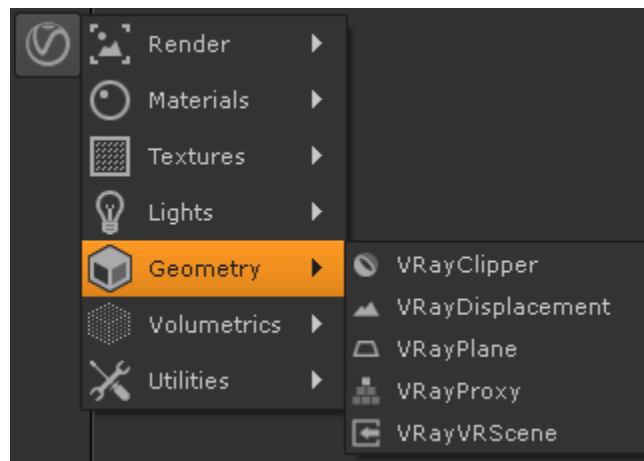 Render
Materials
Textures
Lights
Geometry
Volumetrics
Utilities
VRayClipper
VRayDisplacement
VRayPlane
VRayProxy
VRayVRScene